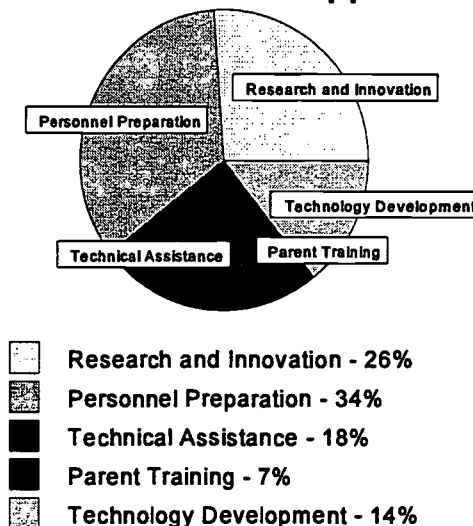 Research and Innovation
Personnel Preparation
Technology Development
Technical Assistance
Parent Training
Research and Innovation - 26%
Personnel Preparation - 34%
Technical Assistance - 18%
Parent Training - 7%
Technology Development - 14%